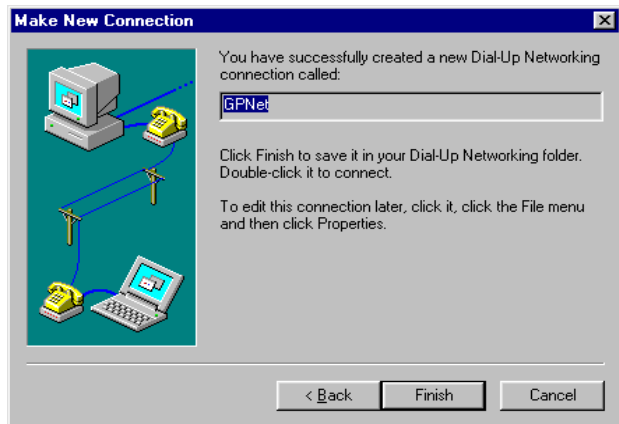 Make New Connection
You have successfully created a new Dial-Up Networking
connection called:
GPNet
Click Finish to save it in your Dial-Up Networking folder.
Double-click it to connect.
To edit this connection later, click it, click the File menu
and then click Properties.
< Back
Finish
Cancel